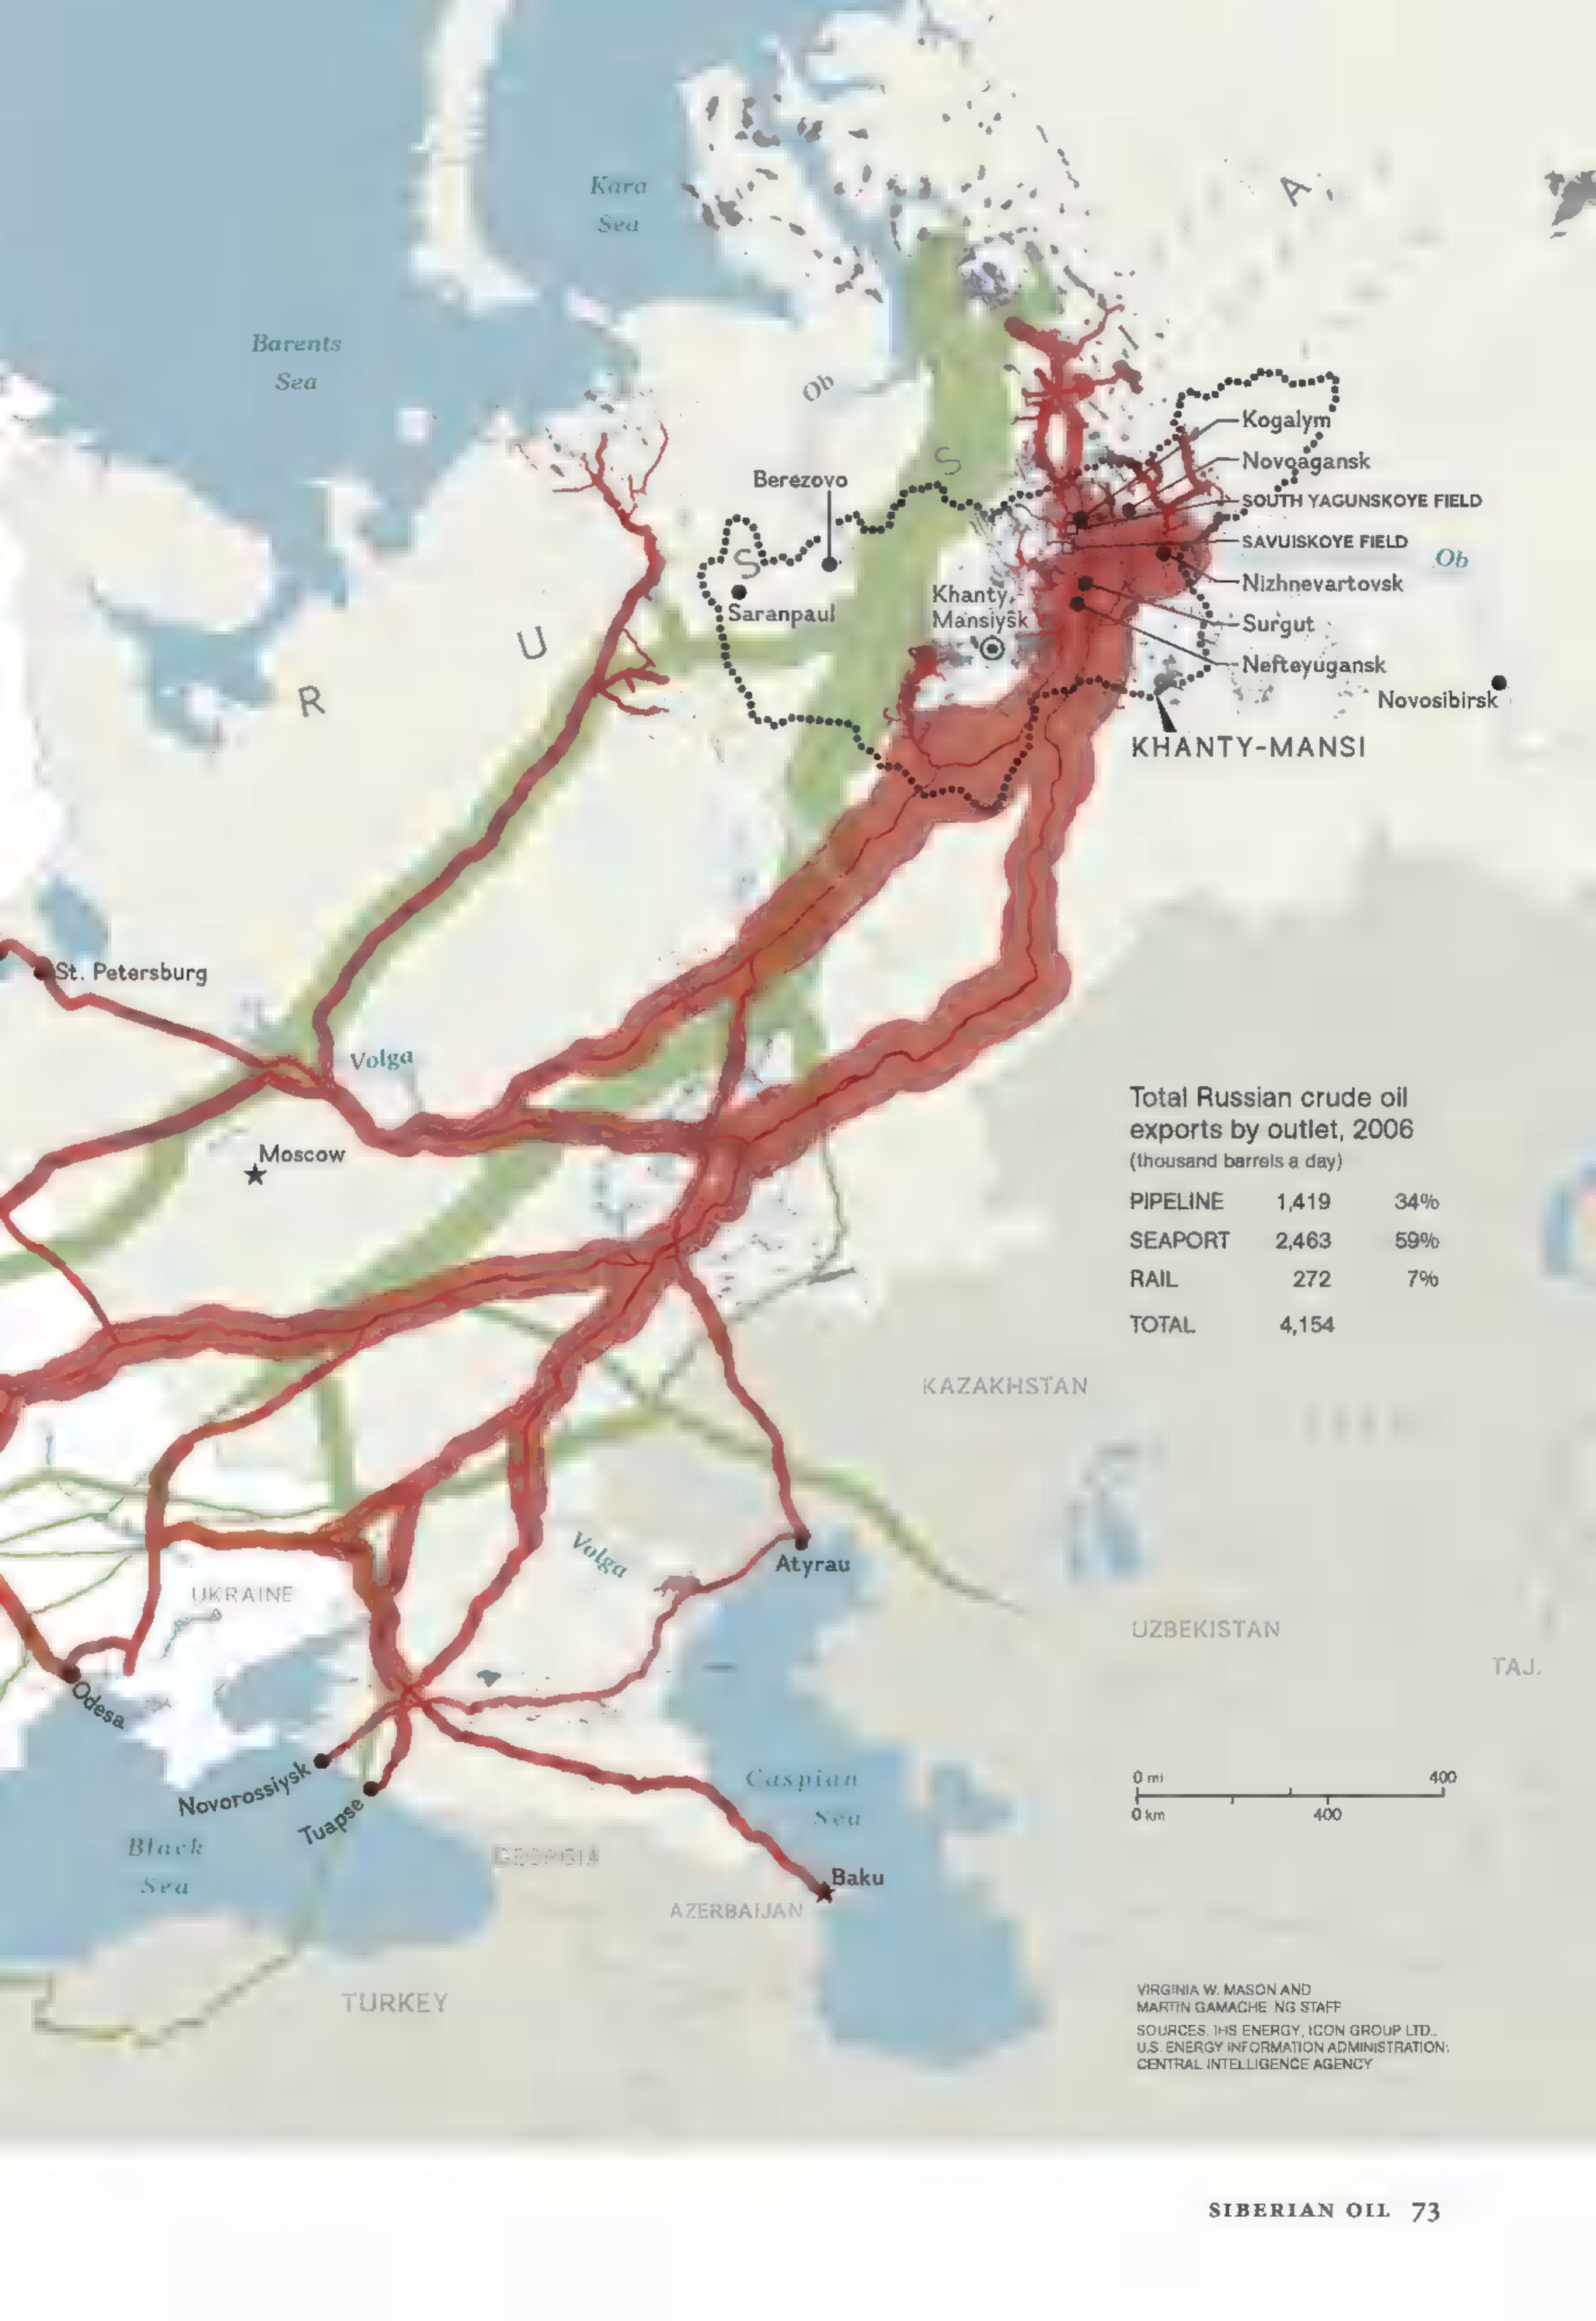 Kara
Sea
A
Barents
Sea
Ob
Kogalym
S
Novoagansk
Berezovo
SOUTH YAGUNSKOYE FIELD
SAVUISKOYE FIELD
Ob
S
Nizhnevartovsk
Khanty
Mansiysk
Saranpaul
Surgut
U
Nefteyugansk
R
Novosibirsk
KHANTY-MANSI
St. Petersburg
Volga
Moscow
Total Russian crude oil
exports by outlet, 2006
(thousand barrels a day)
PIPELINE 1,419 34%
SEAPORT 2,463 59%
RAIL 272 7%
TOTAL 4,154
KAZAKHSTAN
Volga
Atyrau
UKRAINE
UZBEKISTAN
TAJ.
Odesa
Novorossiysk
Tuapse
Caspian
Sea
0 mi 400
0 km 400
Black
Sea
GEORGIA
Baku
AZERBAIJAN
TURKEY
VIRGINIA W. MASON AND
MARTIN GAMACHE NG STAFF
SOURCES: IHS ENERGY, ICON GROUP LTD.,
U.S. ENERGY INFORMATION ADMINISTRATION;
CENTRAL INTELLIGENCE AGENCY
SIBERIAN OIL 73